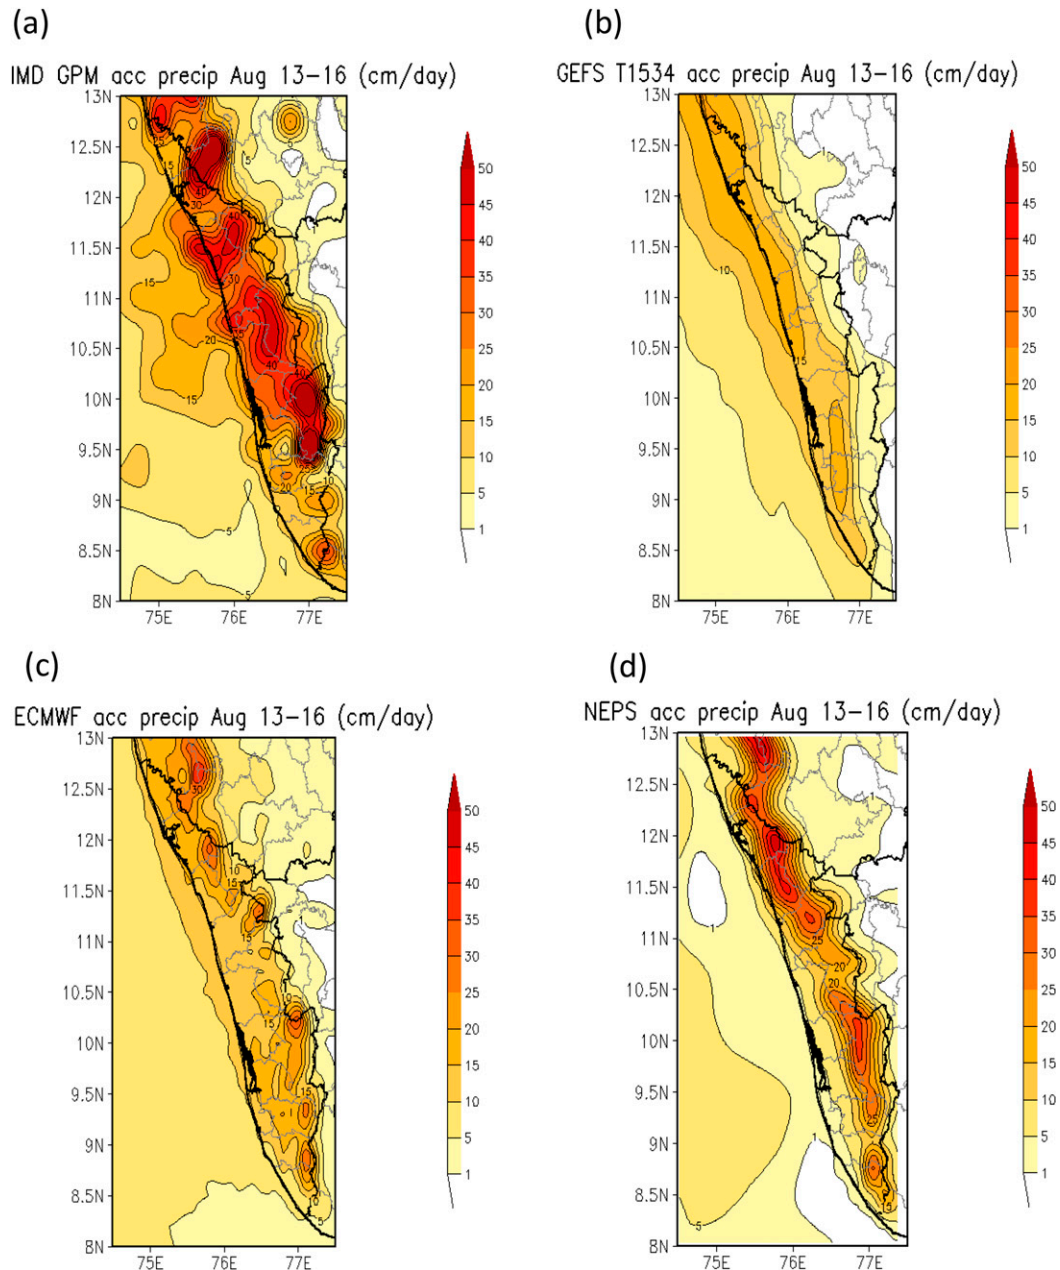 (a)
IMD GPM acc precip Aug 13-16 (cm/day)
13N
12.5N
12N
11.5N
11N
10.5N
10N
9.5N
9N
8.5N
8N
75E 76E 77E
50
45
40
35
30
25
20
15
10
5
1
(b)
GEFS T1534 acc precip Aug 13-16 (cm/day)
13N
12.5N
12N
11.5N
11N
10.5N
10N
9.5N
9N
8.5N
8N
75E 76E 77E
50
45
40
35
30
25
20
15
10
5
1
(c)
ECMWF acc precip Aug 13-16 (cm/day)
13N
12.5N
12N
11.5N
11N
10.5N
10N
9.5N
9N
8.5N
8N
75E 76E 77E
50
45
40
35
30
25
20
15
10
5
1
(d)
NEPS acc precip Aug 13-16 (cm/day)
13N
12.5N
12N
11.5N
11N
10.5N
10N
9.5N
9N
8.5N
8N
75E 76E 77E
50
45
40
35
30
25
20
15
10
5
1